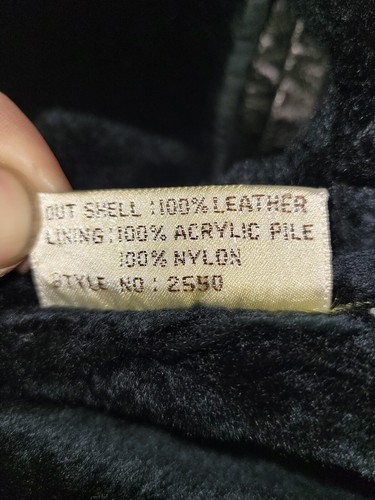 OUT SHELL : 100% LEATHER
LINING : 100% ACRYLIC PILE
100% NYLON
STYLE NO : 2550